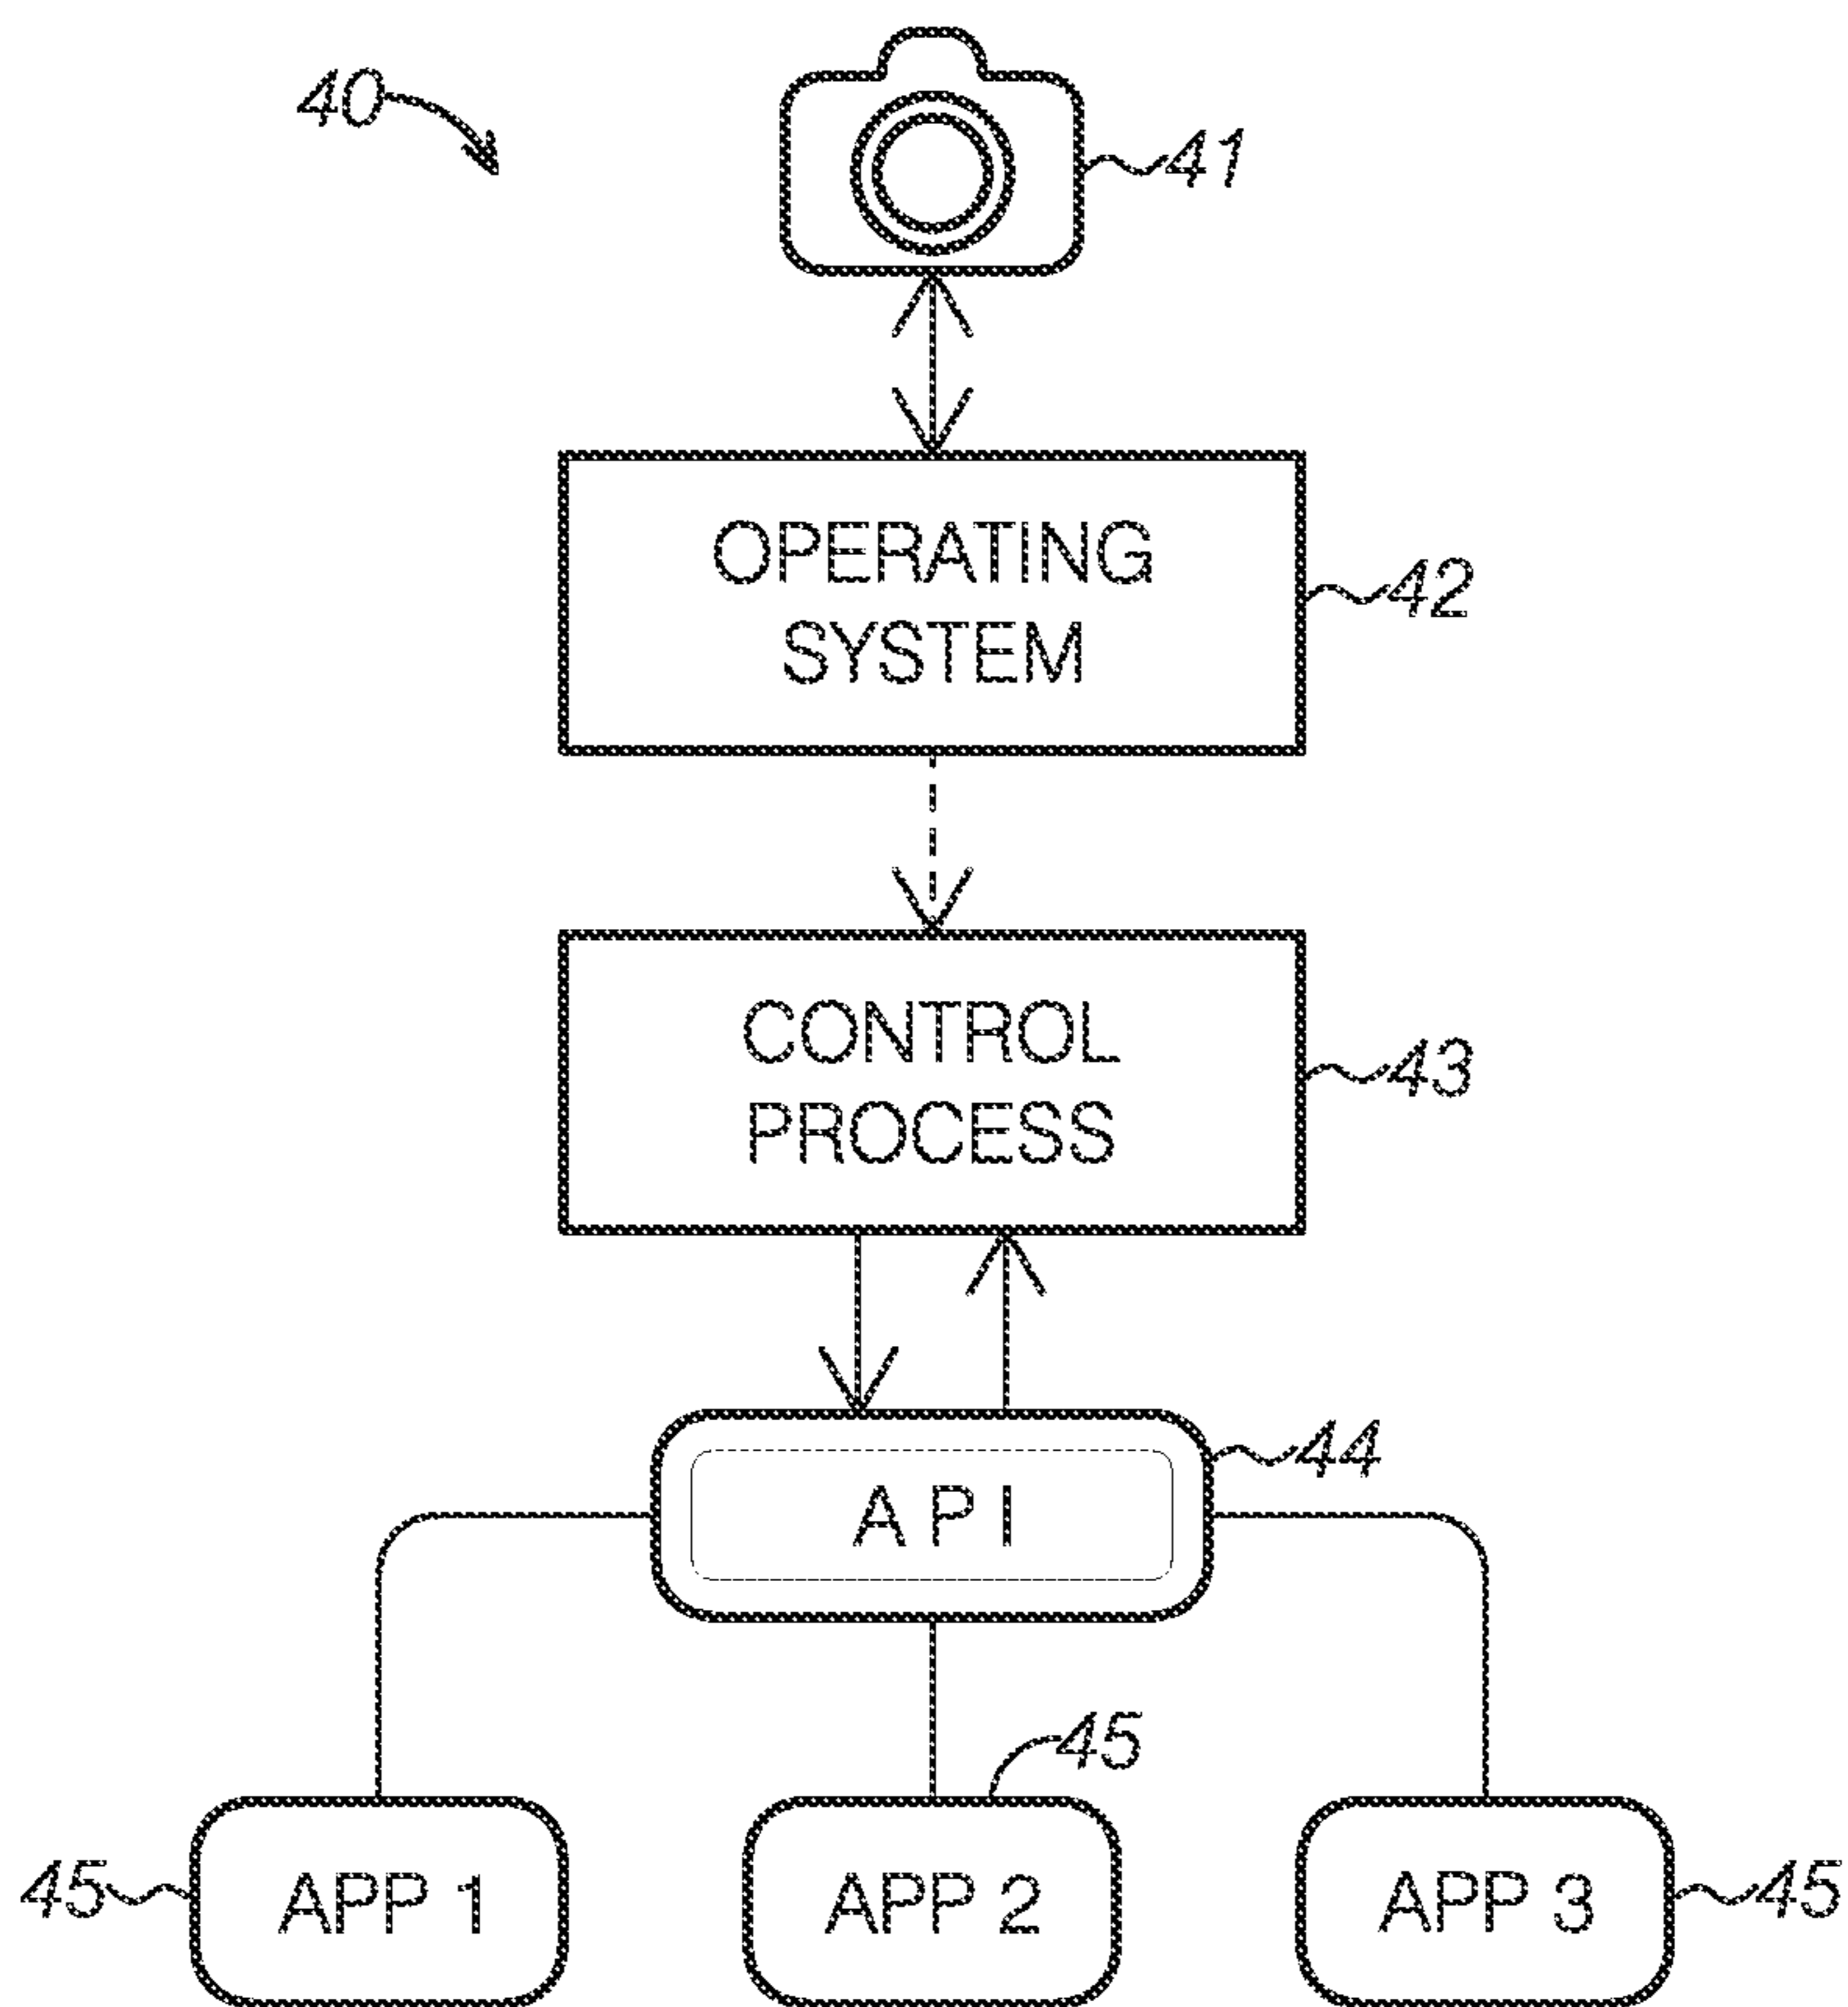 40
41
OPERATING
SYSTEM
42
CONTROL
PROCESS
43
API
44
45
45
APP 1
APP 2
APP 3
45